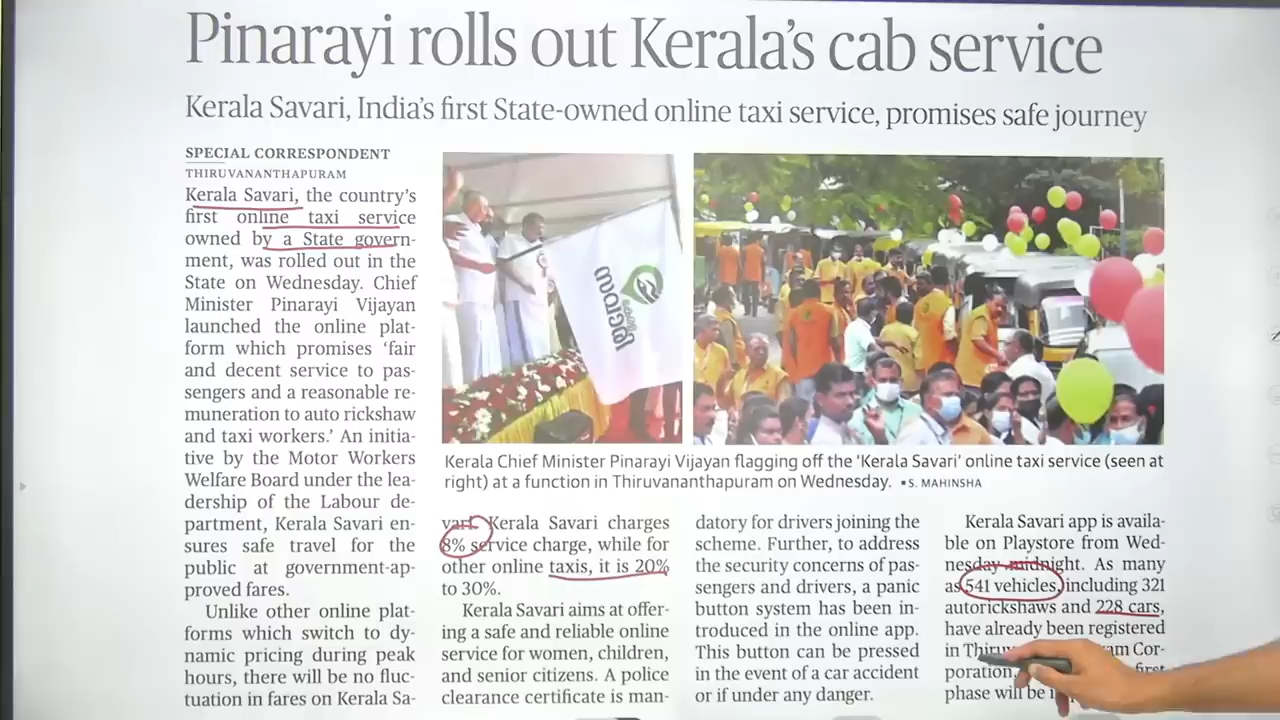 Pinarayi rolls out Kerala's cab service
Kerala Savari, India's first State-owned online taxi service, promises safe journey
SPECIAL CORRESPONDENT
THIRUVANANTHAPURAM
Kerala Savari, the country's
first online taxi service
owned by a State govern-
ment, was rolled out in the
State on Wednesday. Chief
Minister Pinarayi Vijayan
launched the online plat-
form which promises 'fair
and decent service to pas-
sengers and a reasonable re-
muneration to auto rickshaw
and taxi workers.' An initia-
tive by the Motor Workers
Welfare Board under the lea-
dership of the Labour de-
partment, Kerala Savari en-
sures safe travel for the
public at government-ap-
proved fares.
Unlike other online plat-
forms which switch to dy-
namic pricing during peak
hours, there will be no fluc-
tuation in fares on Kerala Sa-
സവാരി
Kerala Chief Minister Pinarayi Vijayan flagging off the 'Kerala Savari' online taxi service (seen at
right) at a function in Thiruvananthapuram on Wednesday. ▪S. MAHINSHA
vari. Kerala Savari charges
8% service charge, while for
other online taxis, it is 20%
to 30%.
Kerala Savari aims at offer-
ing a safe and reliable online
service for women, children,
and senior citizens. A police
clearance certificate is man-
datory for drivers joining the
scheme. Further, to address
the security concerns of pas-
sengers and drivers, a panic
button system has been in-
troduced in the online app.
This button can be pressed
in the event of a car accident
or if under any danger.
Kerala Savari app is availa-
ble on Playstore from Wed-
nesday midnight. As many
as 541 vehicles, including 321
autorickshaws and 228 cars,
have already been registered
in Cor-
poration, first
phase will be